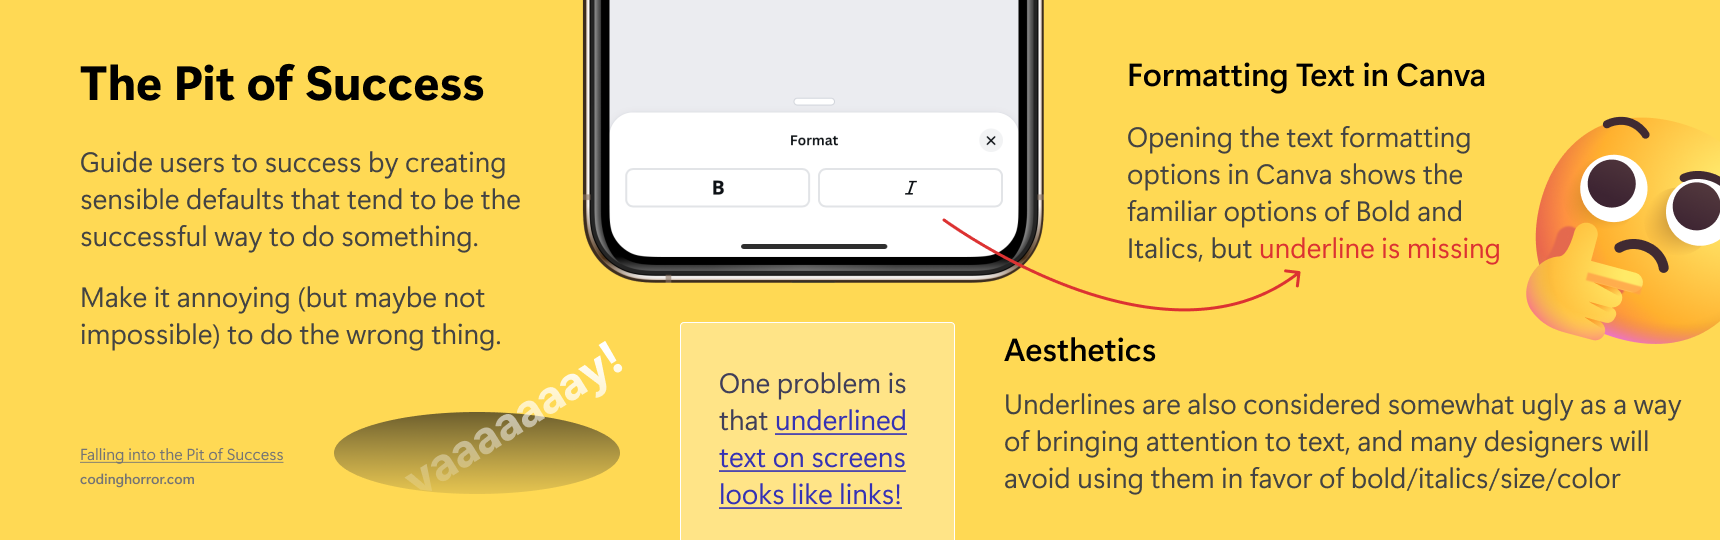 The Pit of Success
Guide users to success by creating
sensible defaults that tend to be the
successful way to do something.
Make it annoying (but maybe not
impossible) to do the wrong thing.
yaaaaaaay!
Falling into the Pit of Success
codinghorror.com
Format
B
I
One problem is
that underlined
text on screens
looks like links!
Formatting Text in Canva
Opening the text formatting
options in Canva shows the
familiar options of Bold and
Italics, but underline is missing
Aesthetics
Underlines are also considered somewhat ugly as a way
of bringing attention to text, and many designers will
avoid using them in favor of bold/italics/size/color